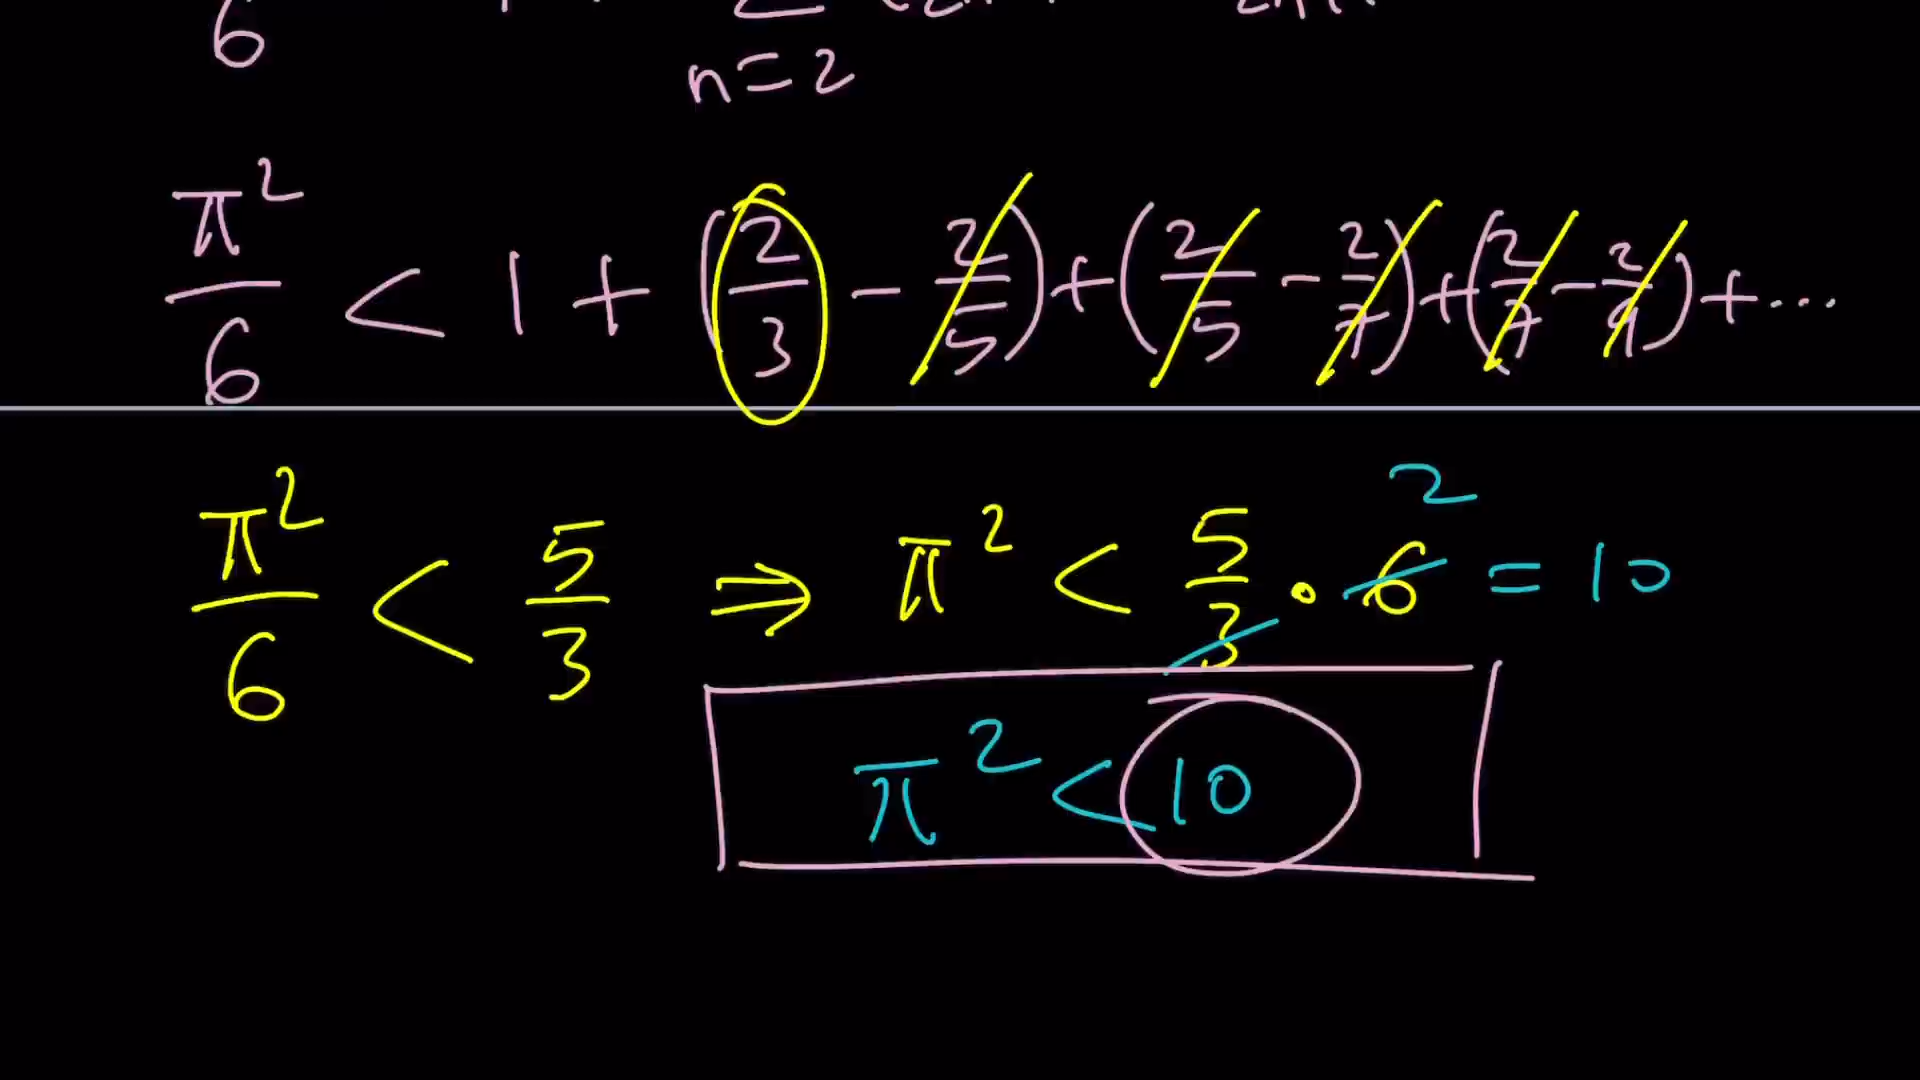 6
n=2
π²/6 < 1 + (2/3 - 2/5) + (2/5 - 2/7) + (2/7 - 2/9) + ...
π²/6 < 5/3 ⇒ π² < 5/3 · 6 2 = 10
π² < 10